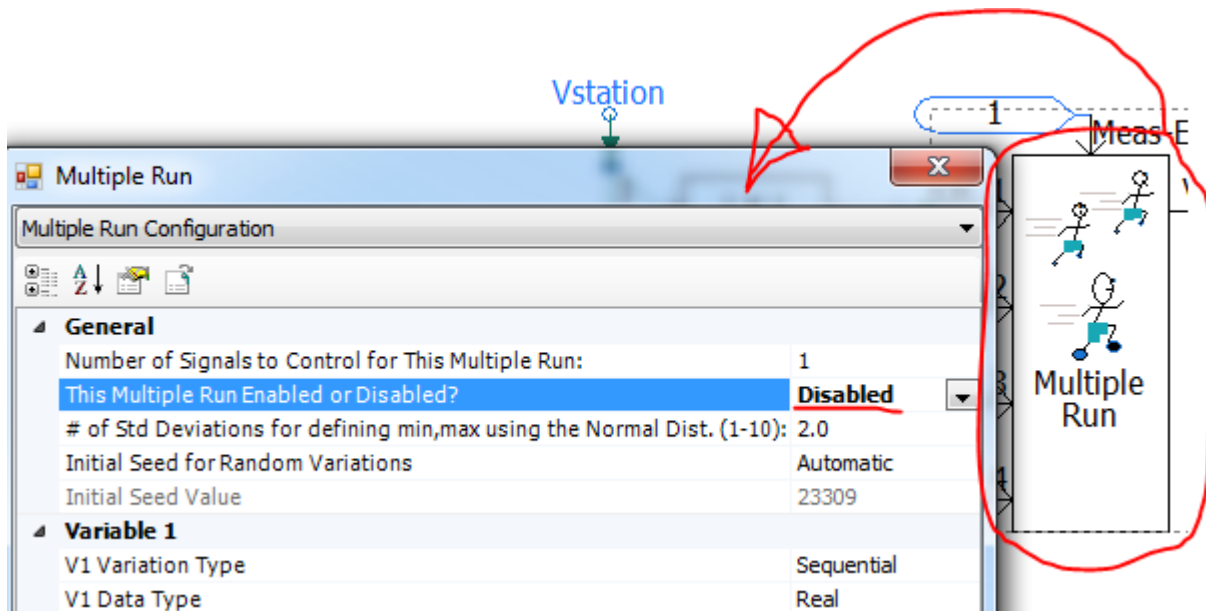 Vstation
1
Meas-E
Multiple Run
X
Multiple Run Configuration
A
Z
General
Number of Signals to Control for This Multiple Run: 1
This Multiple Run Enabled or Disabled? Disabled
# of Std Deviations for defining min,max using the Normal Dist. (1-10): 2.0
Initial Seed for Random Variations Automatic
Initial Seed Value 23309
Variable 1
V1 Variation Type Sequential
V1 Data Type Real
2
3
4
Multiple
Run